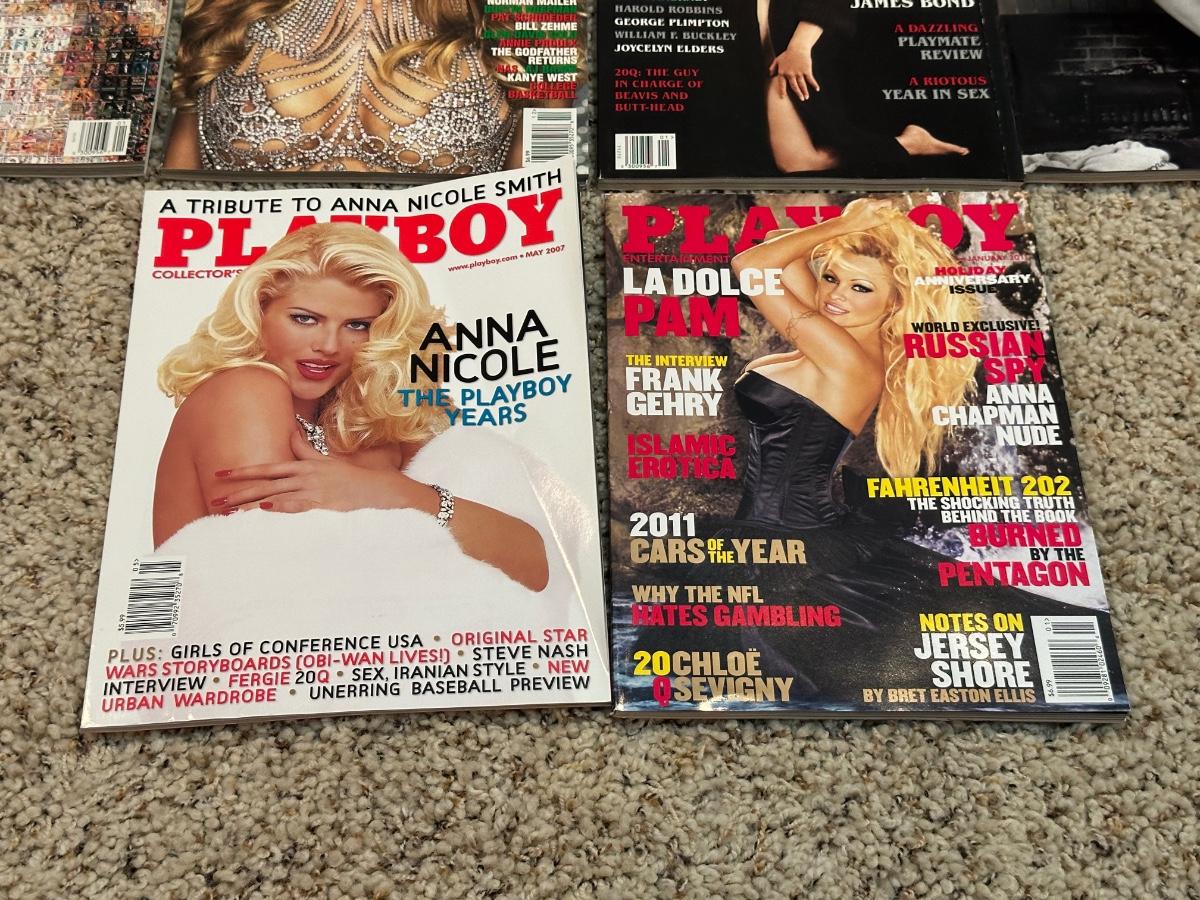 NORMAN MAILER
PAT SCHROEDER
BILL ZEHME
ANNIE PROULX
THE GODFATHER
RETURNS
NAS
KANYE WEST
COLLEGE
BASKETBALL
HAROLD ROBBINS
GEORGE PLIMPTON
WILLIAM F. BUCKLEY
JOYCELYN ELDERS
20Q: THE GUY
IN CHARGE OF
BEAVIS AND
BUTT-HEAD
JAMES BOND
A DAZZLING
PLAYMATE
REVIEW
A RIOTOUS
YEAR IN SEX
A TRIBUTE TO ANNA NICOLE SMITH
PLAYBOY
COLLECTOR'S
www.playboy.com • MAY 2007
ANNA
NICOLE
THE PLAYBOY
YEARS
$5.99
PLUS: GIRLS OF CONFERENCE USA • ORIGINAL STAR
WARS STORYBOARDS (OBI-WAN LIVES!) • STEVE NASH
INTERVIEW • FERGIE 20Q • SEX, IRANIAN STYLE • NEW
URBAN WARDROBE • UNERRING BASEBALL PREVIEW
PLAYBOY
ENTERTAINMENT
JANUARY
HOLIDAY
ANNIVERSARY
ISSUE
LA DOLCE
PAM
THE INTERVIEW
FRANK
GEHRY
ISLAMIC
EROTICA
2011
CARS OF THE YEAR
WHY THE NFL
HATES GAMBLING
20Q CHLOË
SEVIGNY
WORLD EXCLUSIVE!
RUSSIAN
SPY
ANNA
CHAPMAN
NUDE
FAHRENHEIT 202
THE SHOCKING TRUTH
BEHIND THE BOOK
BURNED
BY THE
PENTAGON
NOTES ON
JERSEY
SHORE
BY BRET EASTON ELLIS
$6.99